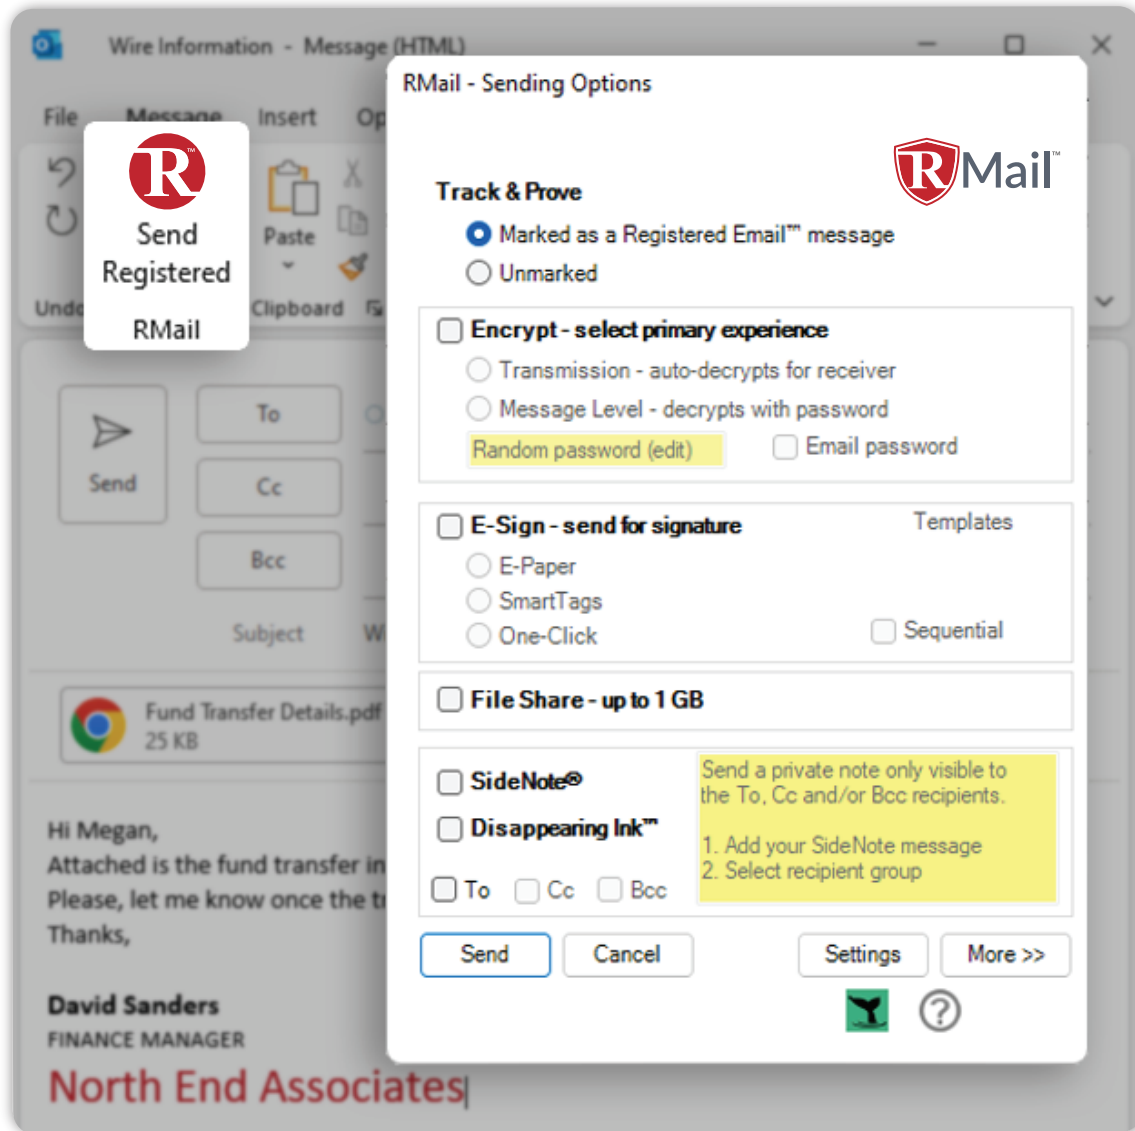 Wire Information - Message (HTML)
File Message Insert Op
Send
Registered
RMail
Paste
Undo
Clipboard
Send
To
Cc
Bcc
Subject
Fund Transfer Details.pdf
25 KB
Hi Megan,
Attached is the fund transfer in
Please, let me know once the tr
Thanks,
David Sanders
FINANCE MANAGER
North End Associates
RMail - Sending Options
R Mail™
Track & Prove
Marked as a Registered Email™ message
Unmarked
Encrypt - select primary experience
Transmission - auto-decrypts for receiver
Message Level - decrypts with password
Random password (edit) Email password
E-Sign - send for signature Templates
E-Paper
SmartTags
One-Click Sequential
File Share - up to 1 GB
SideNote®
Disappearing Ink™
To Cc Bcc
Send a private note only visible to
the To, Cc and/or Bcc recipients.
1. Add your SideNote message
2. Select recipient group
Send Cancel Settings More >>